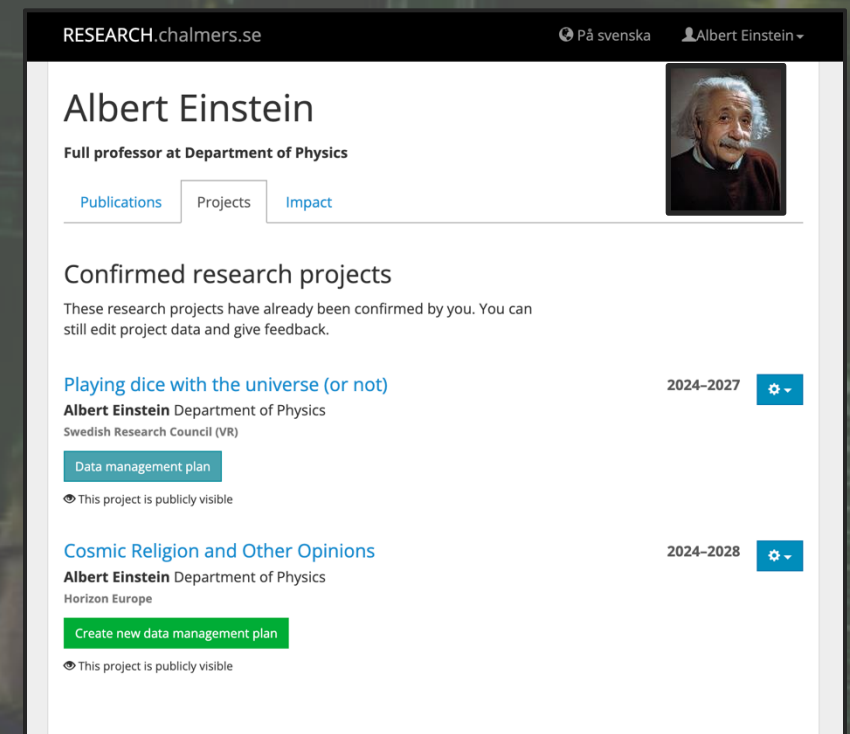 RESEARCH.chalmers.se På svenska Albert Einstein
Albert Einstein
Full professor at Department of Physics
Publications Projects Impact
Confirmed research projects
These research projects have already been confirmed by you. You can
still edit project data and give feedback.
Playing dice with the universe (or not) 2024–2027
Albert Einstein Department of Physics
Swedish Research Council (VR)
Data management plan
This project is publicly visible
Cosmic Religion and Other Opinions 2024–2028
Albert Einstein Department of Physics
Horizon Europe
Create new data management plan
This project is publicly visible